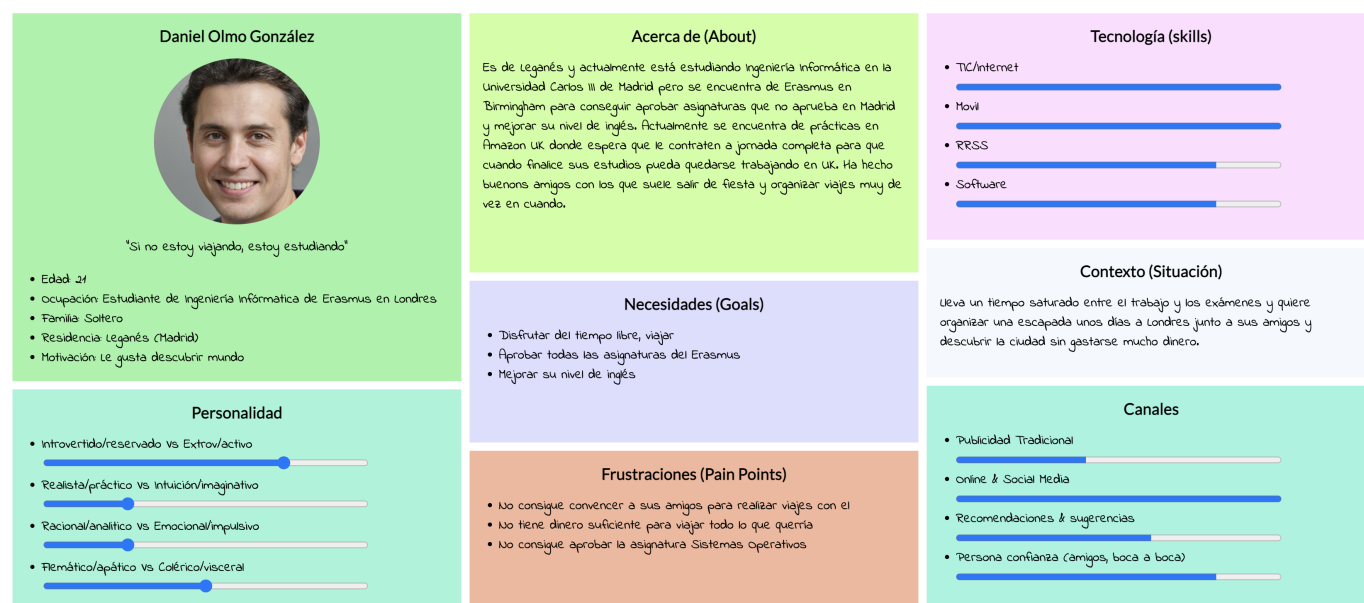 Daniel Olmo González
"Si no estoy viajando, estoy estudiando"
• Edad: 21
• Ocupación: Estudiante de Ingeniería Infórmatica de Erasmus en Londres
• Familia: Soltero
• Residencia: Leganés (Madrid)
• Motivación: Le gusta descubrir mundo
Personalidad
• Introvertido/reservado Vs Extrov/activo
• Realista/práctico Vs Intuición/imaginativo
• Racional/analítico Vs Emocional/impulsivo
• Flemático/apático Vs Colérico/visceral
Acerca de (About)
Es de Leganés y actualmente está estudiando Ingeniería Informática en la
Universidad Carlos III de Madrid pero se encuentra de Erasmus en
Birmingham para conseguir aprobar asignaturas que no aprueba en Madrid
y mejorar su nivel de inglés. Actualmente se encuentra de prácticas en
Amazon UK donde espera que le contraten a jornada completa para que
cuando finalice sus estudios pueda quedarse trabajando en UK. Ha hecho
buenons amigos con los que suele salir de fiesta y organizar viajes muy de
vez en cuando.
Necesidades (Goals)
• Disfrutar del tiempo libre, viajar
• Aprobar todas las asignaturas del Erasmus
• Mejorar su nivel de inglés
Frustraciones (Pain Points)
• No consigue convencer a sus amigos para realizar viajes con el
• No tiene dinero suficiente para viajar todo lo que querría
• No consigue aprobar la asignatura Sistemas Operativos
Tecnología (skills)
• TIC/Internet
• Movil
• RRSS
• Software
Contexto (Situación)
Lleva un tiempo saturado entre el trabajo y los exámenes y quiere
organizar una escapada unos días a Londres junto a sus amigos y
descubrir la ciudad sin gastarse mucho dinero.
Canales
• Publicidad Tradicional
• Online & Social Media
• Recomendaciones & sugerencias
• Persona confianza (amigos, boca a boca)